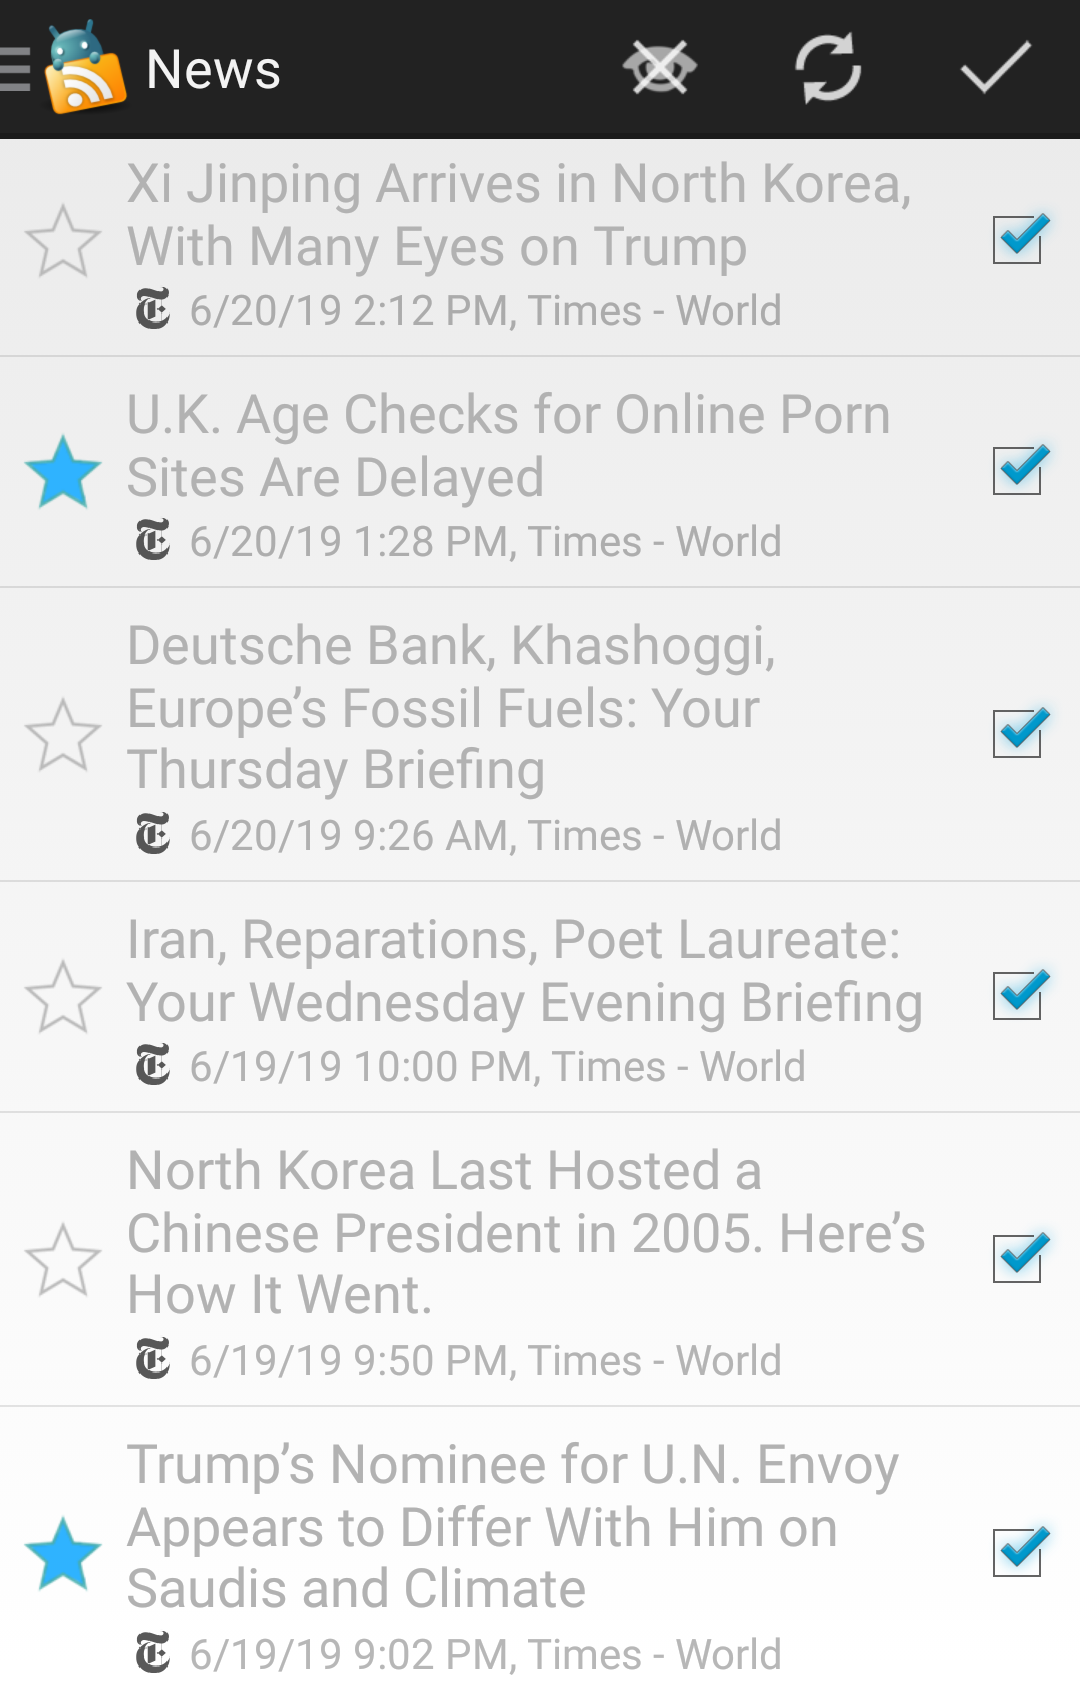 News
Xi Jinping Arrives in North Korea,
With Many Eyes on Trump
6/20/19 2:12 PM, Times - World
U.K. Age Checks for Online Porn
Sites Are Delayed
6/20/19 1:28 PM, Times - World
Deutsche Bank, Khashoggi,
Europe’s Fossil Fuels: Your
Thursday Briefing
6/20/19 9:26 AM, Times - World
Iran, Reparations, Poet Laureate:
Your Wednesday Evening Briefing
6/19/19 10:00 PM, Times - World
North Korea Last Hosted a
Chinese President in 2005. Here’s
How It Went.
6/19/19 9:50 PM, Times - World
Trump’s Nominee for U.N. Envoy
Appears to Differ With Him on
Saudis and Climate
6/19/19 9:02 PM, Times - World